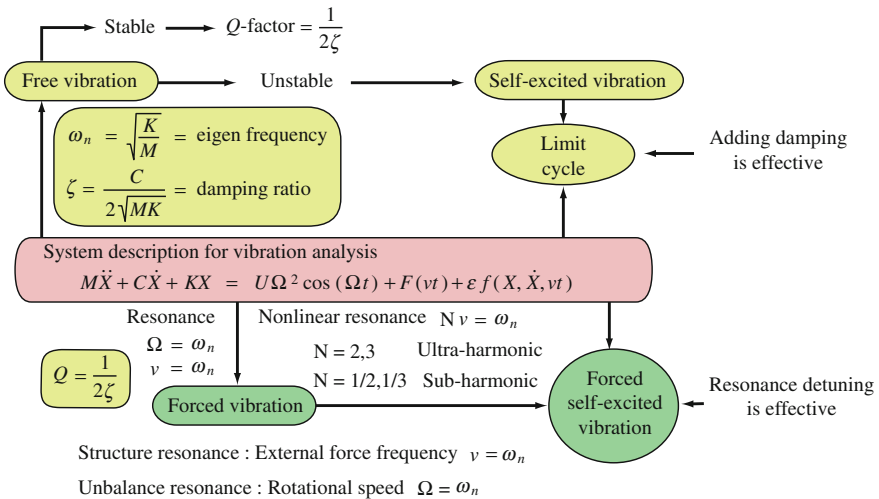 Stable
Q-factor = 1/2ζ
Free vibration
Unstable
Self-excited vibration
ω_n = √(K/M) = eigen frequency
ζ = C/(2√(MK)) = damping ratio
Limit
cycle
Adding damping
is effective
System description for vibration analysis
MẌ + CẊ + KX = UΩ² cos (Ωt) + F(νt) + ε f(X, Ẋ, νt)
Resonance
Ω = ω_n
ν = ω_n
Nonlinear resonance N ν = ω_n
N = 2,3 Ultra-harmonic
N = 1/2,1/3 Sub-harmonic
Q = 1/2ζ
Forced vibration
Forced
self-excited
vibration
Resonance detuning
is effective
Structure resonance : External force frequency ν = ω_n
Unbalance resonance : Rotational speed Ω = ω_n